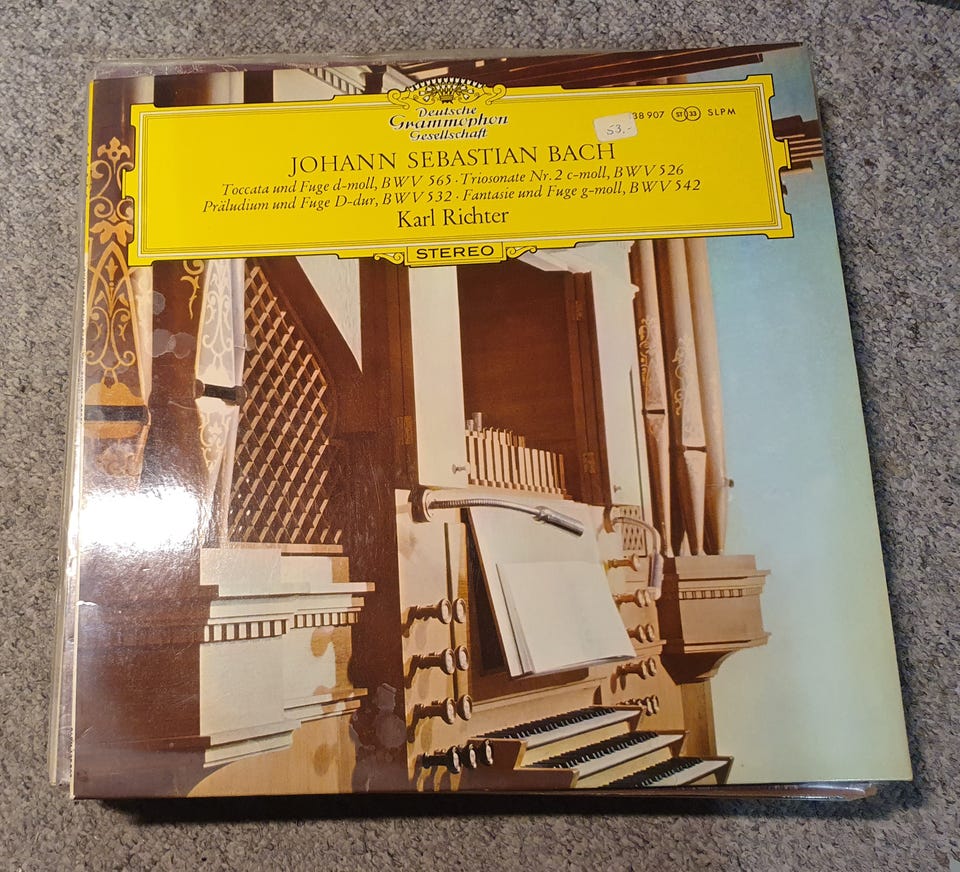 Deutsche
Grammophon
Gesellschaft
38 907 ST 33 SLPM
53.-
JOHANN SEBASTIAN BACH
Toccata und Fuge d-moll, BWV 565 · Triosonate Nr. 2 c-moll, BWV 526
Präludium und Fuge D-dur, BWV 532 · Fantasie und Fuge g-moll, BWV 542
Karl Richter
STEREO